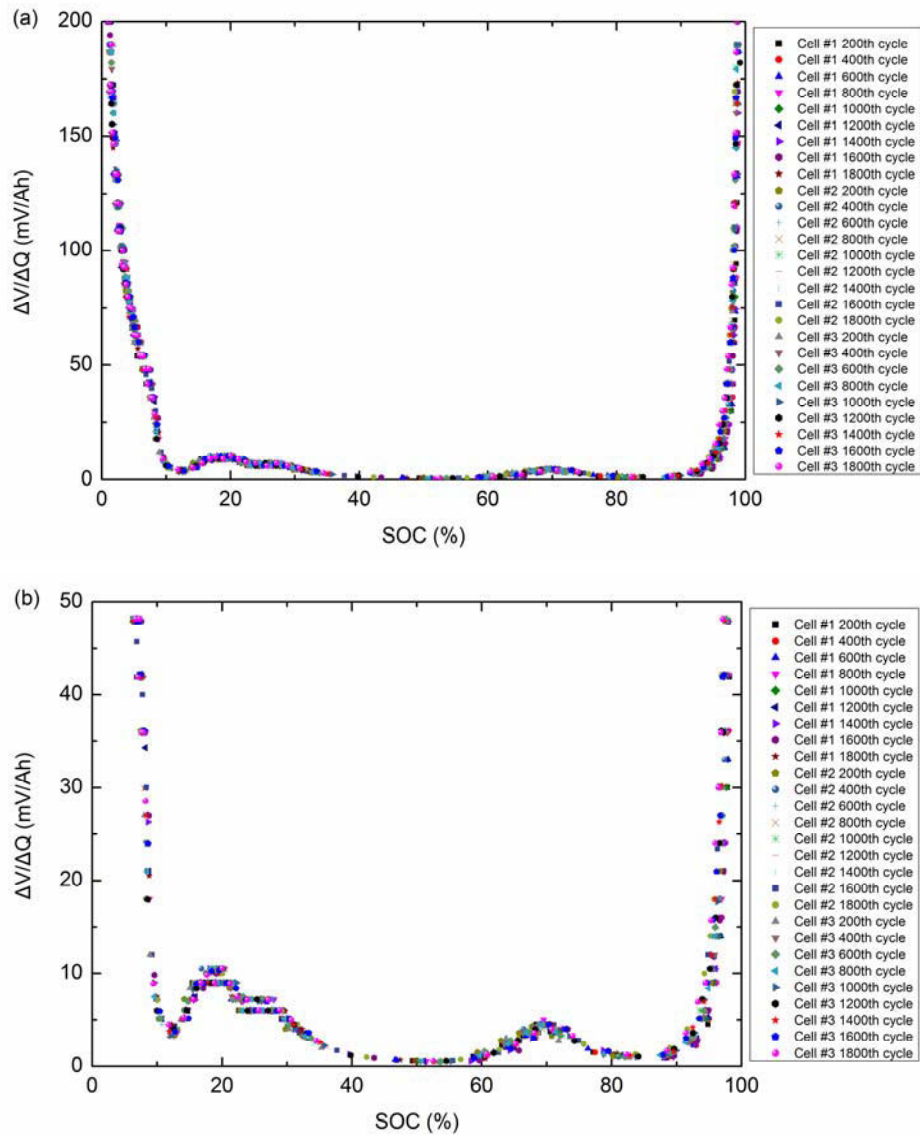 (a)
200
150
100
50
0
ΔV/ΔQ (mV/Ah)
0 20 40 60 80 100
SOC (%)
Cell #1 200th cycle
Cell #1 400th cycle
Cell #1 600th cycle
Cell #1 800th cycle
Cell #1 1000th cycle
Cell #1 1200th cycle
Cell #1 1400th cycle
Cell #1 1600th cycle
Cell #1 1800th cycle
Cell #2 200th cycle
Cell #2 400th cycle
Cell #2 600th cycle
Cell #2 800th cycle
Cell #2 1000th cycle
Cell #2 1200th cycle
Cell #2 1400th cycle
Cell #2 1600th cycle
Cell #2 1800th cycle
Cell #3 200th cycle
Cell #3 400th cycle
Cell #3 600th cycle
Cell #3 800th cycle
Cell #3 1000th cycle
Cell #3 1200th cycle
Cell #3 1400th cycle
Cell #3 1600th cycle
Cell #3 1800th cycle
(b)
50
40
30
20
10
0
ΔV/ΔQ (mV/Ah)
0 20 40 60 80 100
SOC (%)
Cell #1 200th cycle
Cell #1 400th cycle
Cell #1 600th cycle
Cell #1 800th cycle
Cell #1 1000th cycle
Cell #1 1200th cycle
Cell #1 1400th cycle
Cell #1 1600th cycle
Cell #1 1800th cycle
Cell #2 200th cycle
Cell #2 400th cycle
Cell #2 600th cycle
Cell #2 800th cycle
Cell #2 1000th cycle
Cell #2 1200th cycle
Cell #2 1400th cycle
Cell #2 1600th cycle
Cell #2 1800th cycle
Cell #3 200th cycle
Cell #3 400th cycle
Cell #3 600th cycle
Cell #3 800th cycle
Cell #3 1000th cycle
Cell #3 1200th cycle
Cell #3 1400th cycle
Cell #3 1600th cycle
Cell #3 1800th cycle